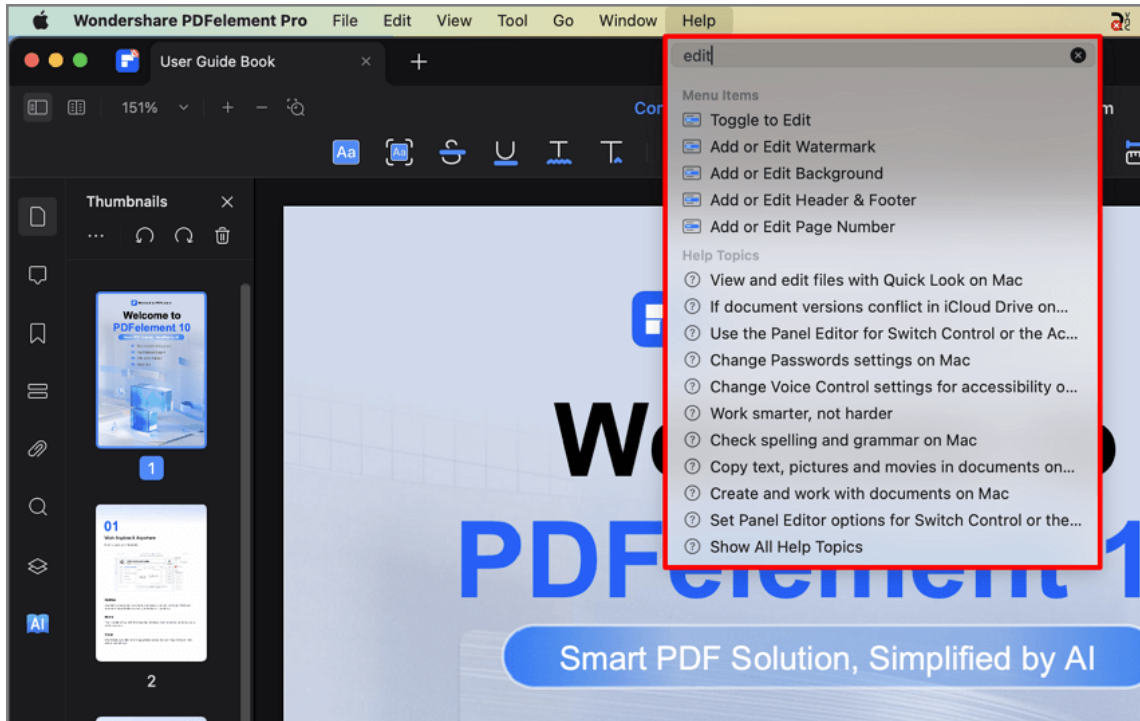 Wondershare PDFelement Pro File Edit View Tool Go Window Help
User Guide Book
edit
151%
Com
m
Aa
Aa
Menu Items
Toggle to Edit
Add or Edit Watermark
Add or Edit Background
Add or Edit Header & Footer
Add or Edit Page Number
Help Topics
View and edit files with Quick Look on Mac
If document versions conflict in iCloud Drive on...
Use the Panel Editor for Switch Control or the Ac...
Change Passwords settings on Mac
Change Voice Control settings for accessibility o...
Work smarter, not harder
Check spelling and grammar on Mac
Copy text, pictures and movies in documents on...
Create and work with documents on Mac
Set Panel Editor options for Switch Control or the...
Show All Help Topics
Thumbnails
Welcome to
PDFelement 10
1
01
2
AI
PDFelement 1
Smart PDF Solution, Simplified by AI